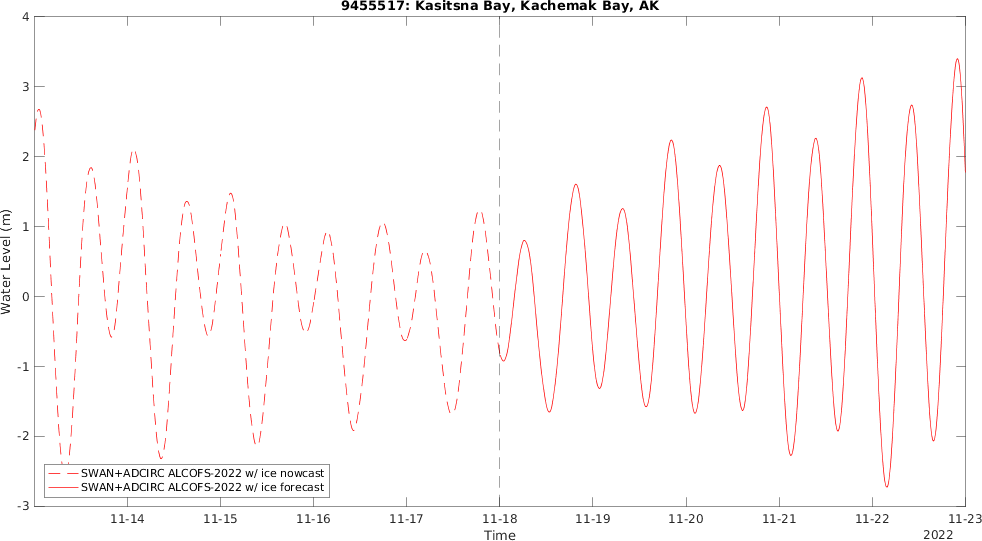 9455517: Kasitsna Bay, Kachemak Bay, AK
4
3
2
1
0
-1
-2
-3
Water Level (m)
SWAN+ADCIRC ALCOFS-2022 w/ ice nowcast
SWAN+ADCIRC ALCOFS-2022 w/ ice forecast
11-14 11-15 11-16 11-17 11-18 11-19 11-20 11-21 11-22 11-23
Time
2022